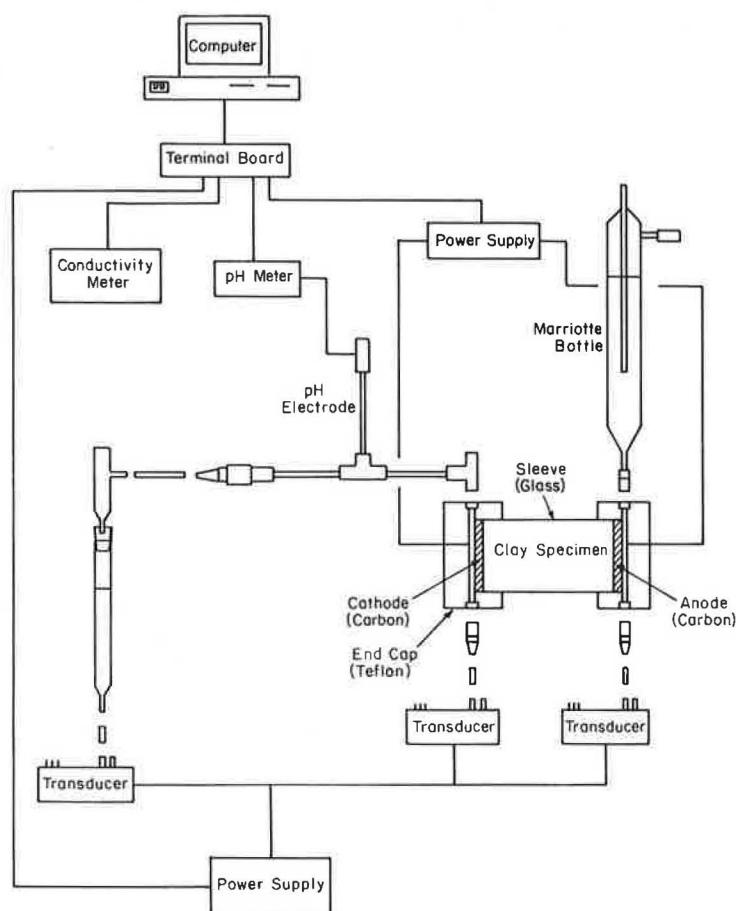 Computer
Terminal Board
Power Supply
Conductivity
Meter
pH Meter
Marriotte
Bottle
pH
Electrode
Sleeve
(Glass)
Clay Specimen
Cathode
(Carbon)
Anode
(Carbon)
End Cap
(Teflon)
Transducer
Transducer
Transducer
Power Supply